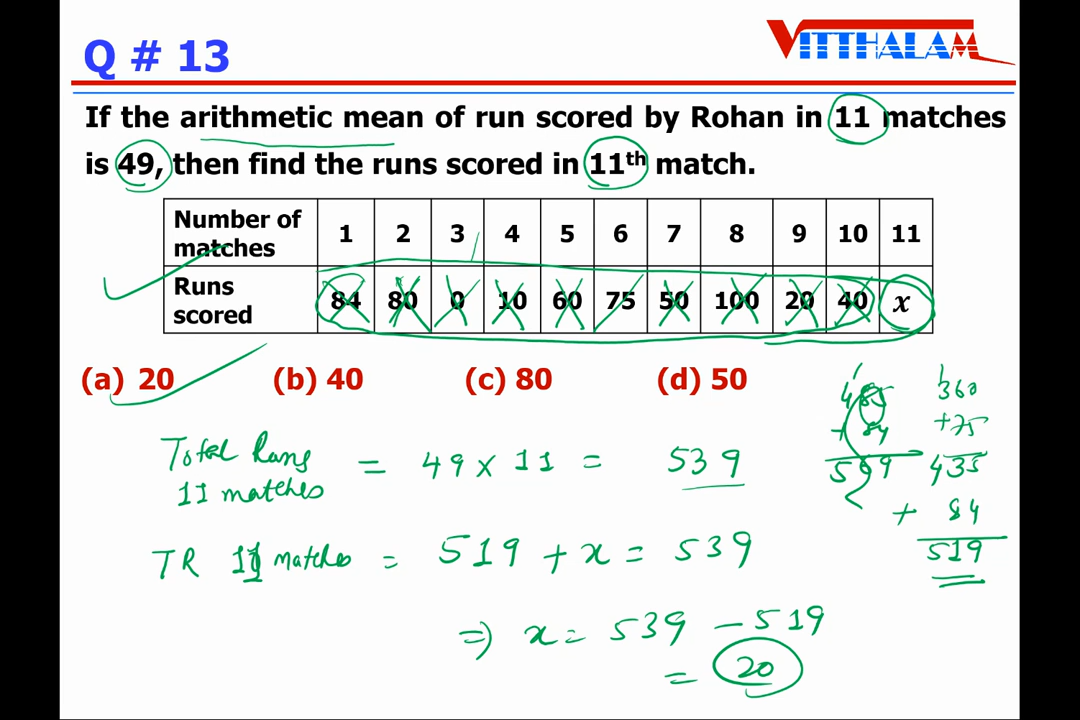 Q # 13
VITTHALAM
If the arithmetic mean of run scored by Rohan in 11 matches
is 49, then find the runs scored in 11th match.
Number of matches 1 2 3 4 5 6 7 8 9 10 11
Runs scored 84 80 0 10 60 75 50 100 20 40 x
(a) 20 (b) 40 (c) 80 (d) 50
485
+ 84
360
+75
435
+ 84
519
Total Runs
11 matches = 49 x 11 = 539
TR 11 matches = 519 + x = 539
=> x = 539 - 519
= 20